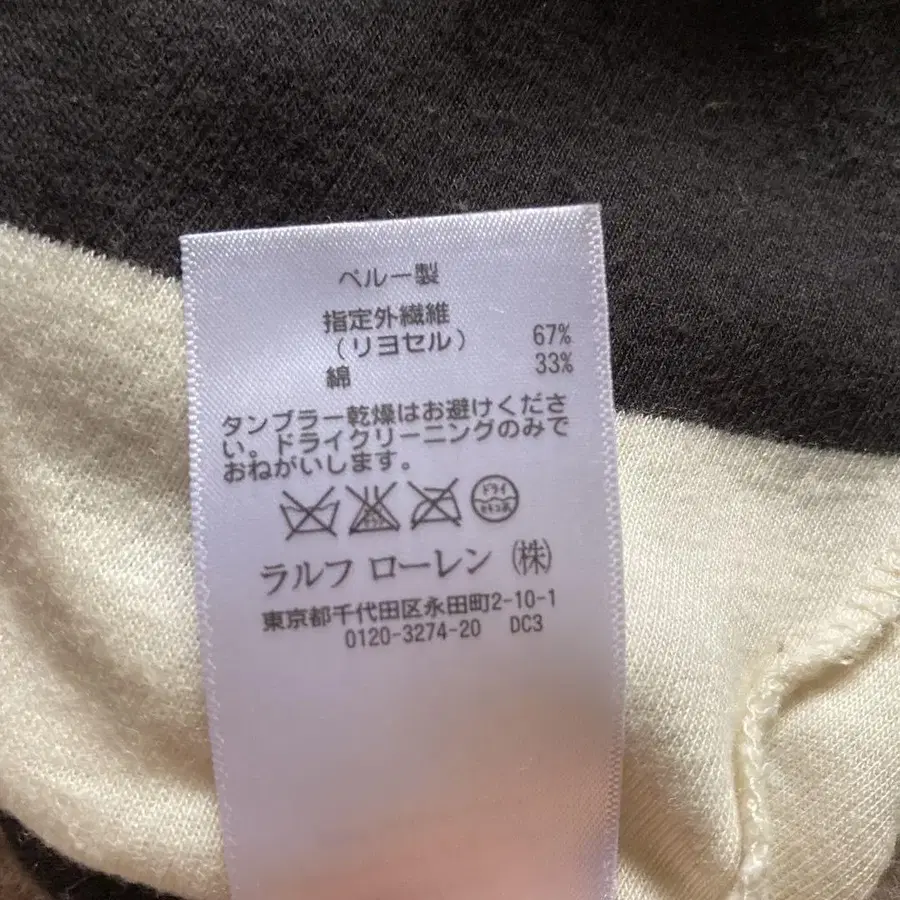 ペルー製
指定外繊維
(リヨセル) 67%
綿 33%
タンブラー乾燥はお避けくださ
い。ドライクリーニングのみで
おねがいします。
ドライ
ラルフ ローレン (株)
東京都千代田区永田町2-10-1
0120-3274-20 DC3